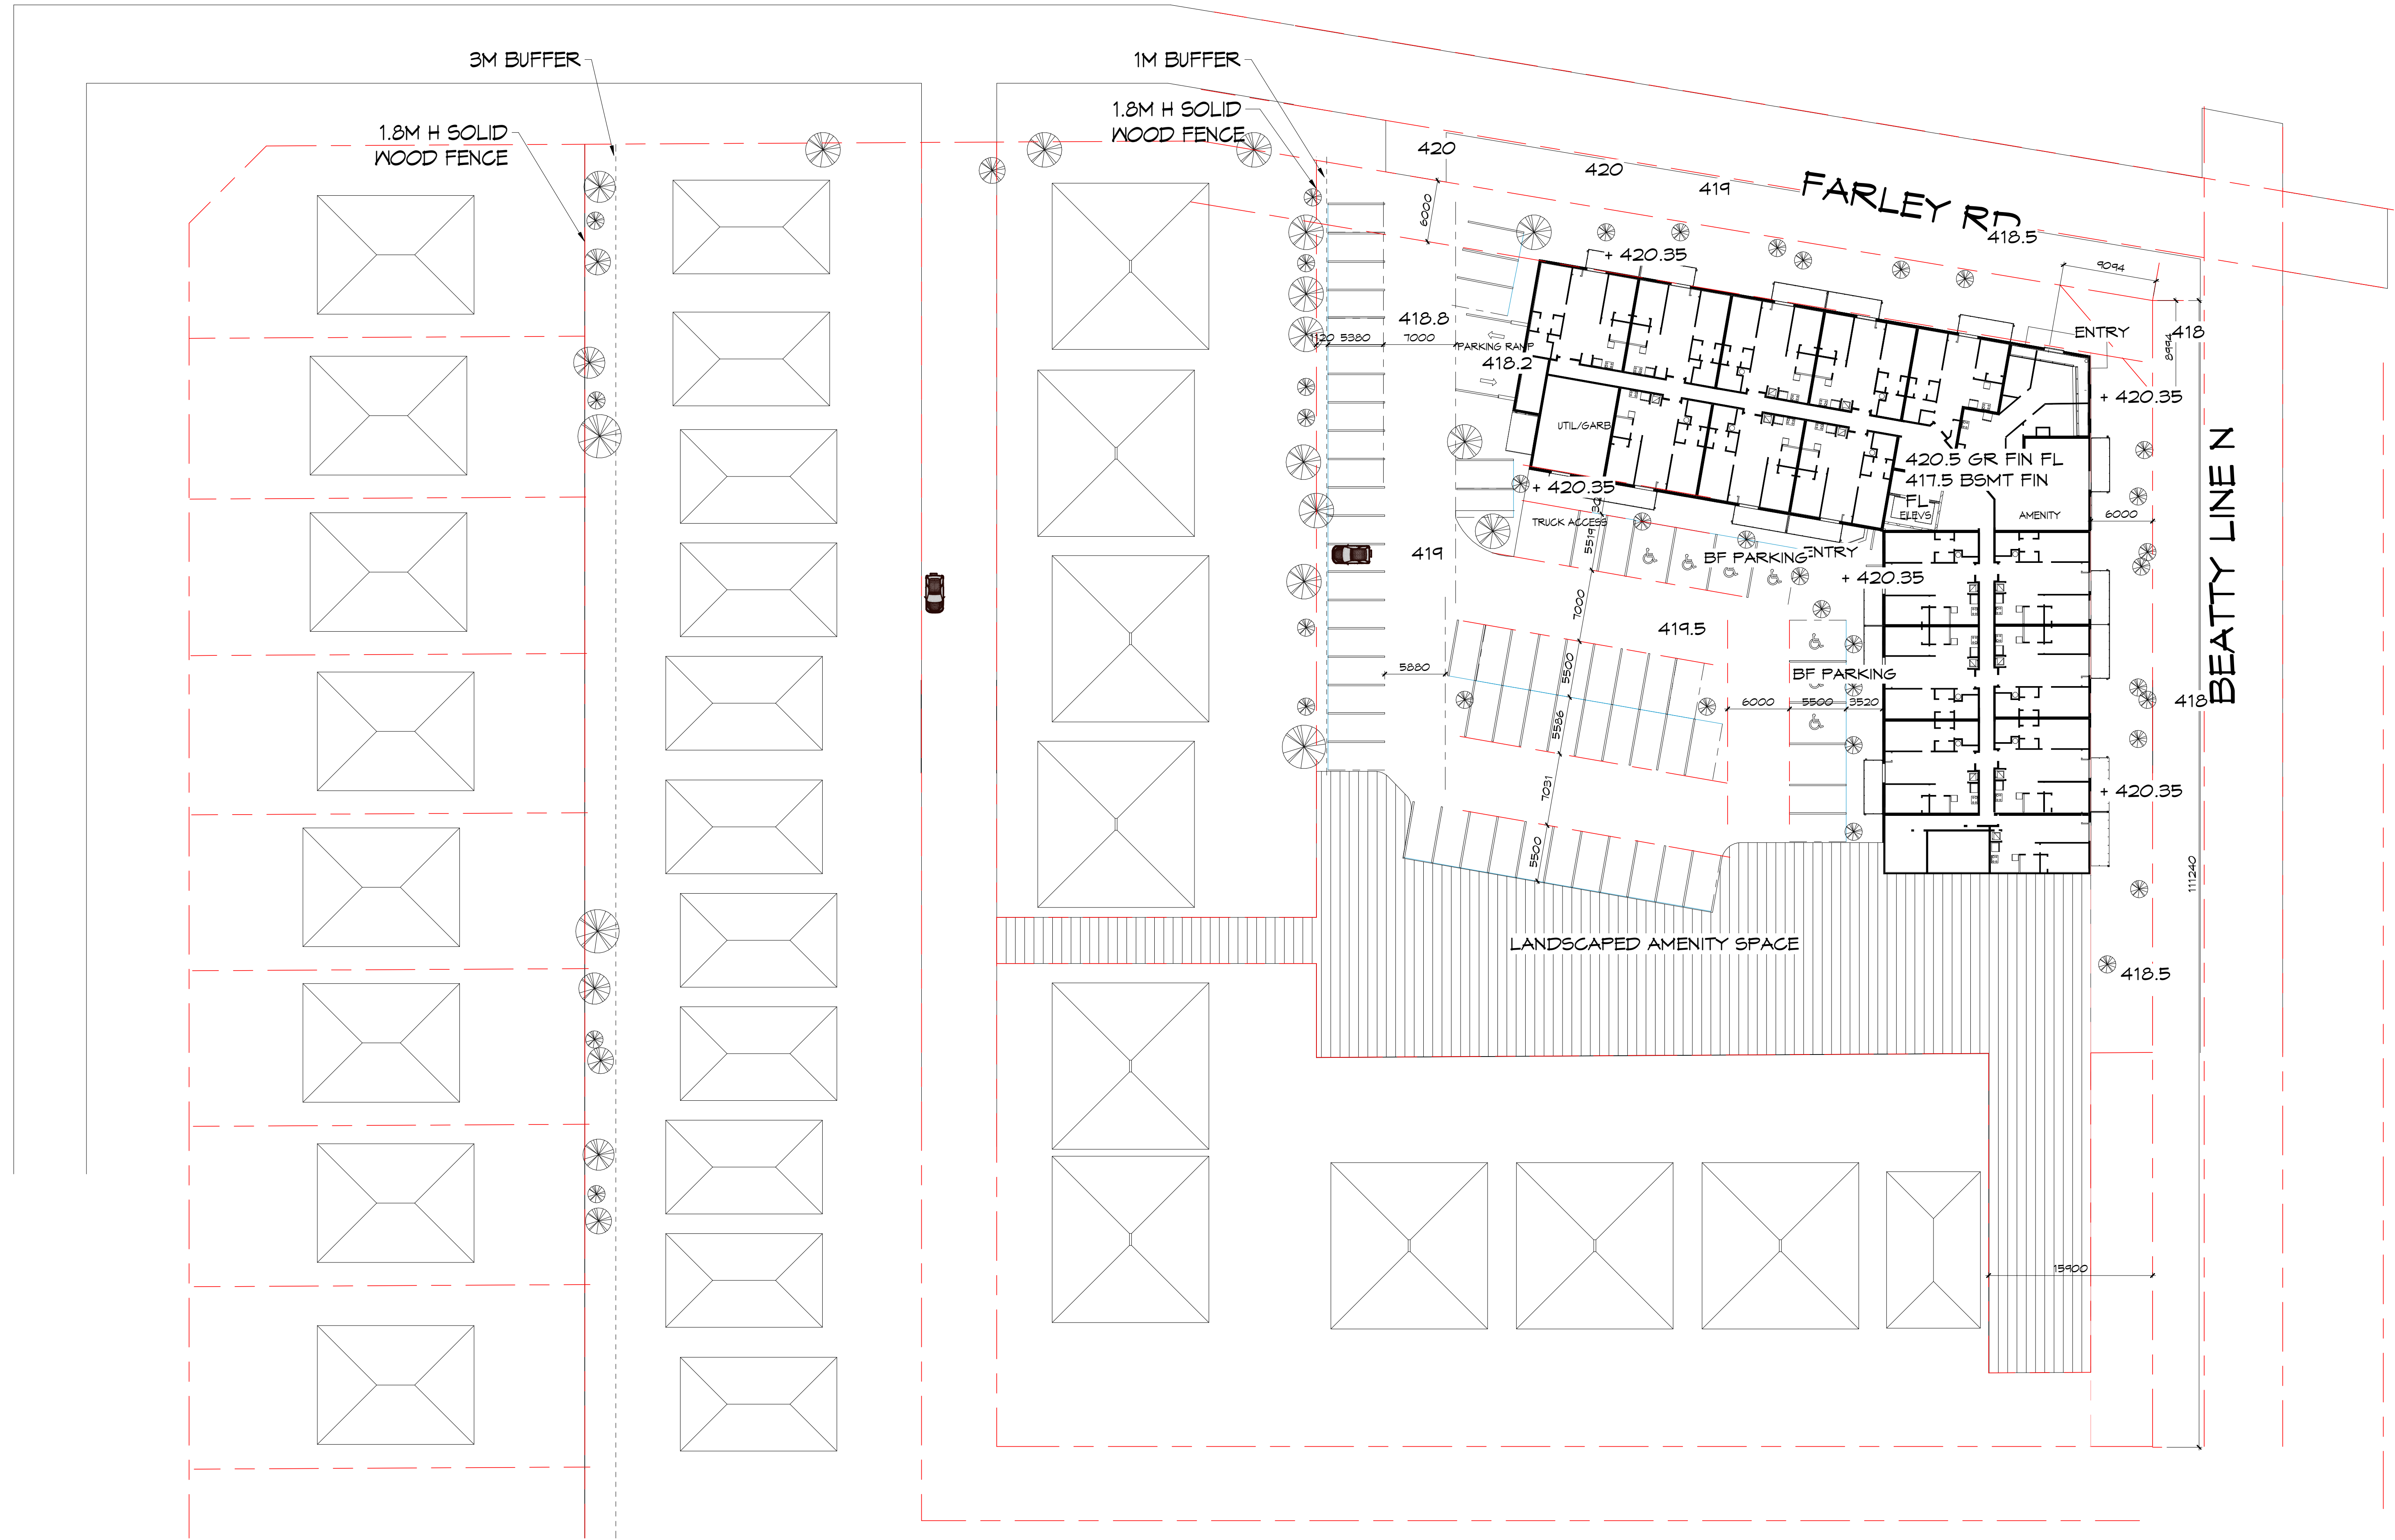 3M BUFFER
1M BUFFER
1.8M H SOLID
WOOD FENCE
1.8M H SOLID
WOOD FENCE
420
420
419
FARLEY RD
418.5
6000
+ 420.35
9094
ENTRY
418
8994
418.8
1120
5380
7000
PARKING RAMP
418.2
+ 420.35
UTIL/GARB
420.5 GR FIN FL
417.5 BSMT FIN
FL
ELEVS
AMENITY
6000
BEATTY LINE N
+ 420.35
TRUCK ACCESS
5519
419
BF PARKING
ENTRY
+ 420.35
7000
419.5
5880
5500
BF PARKING
6000
5500
3520
418
5586
7031
+ 420.35
5500
111240
LANDSCAPED AMENITY SPACE
418.5
15900